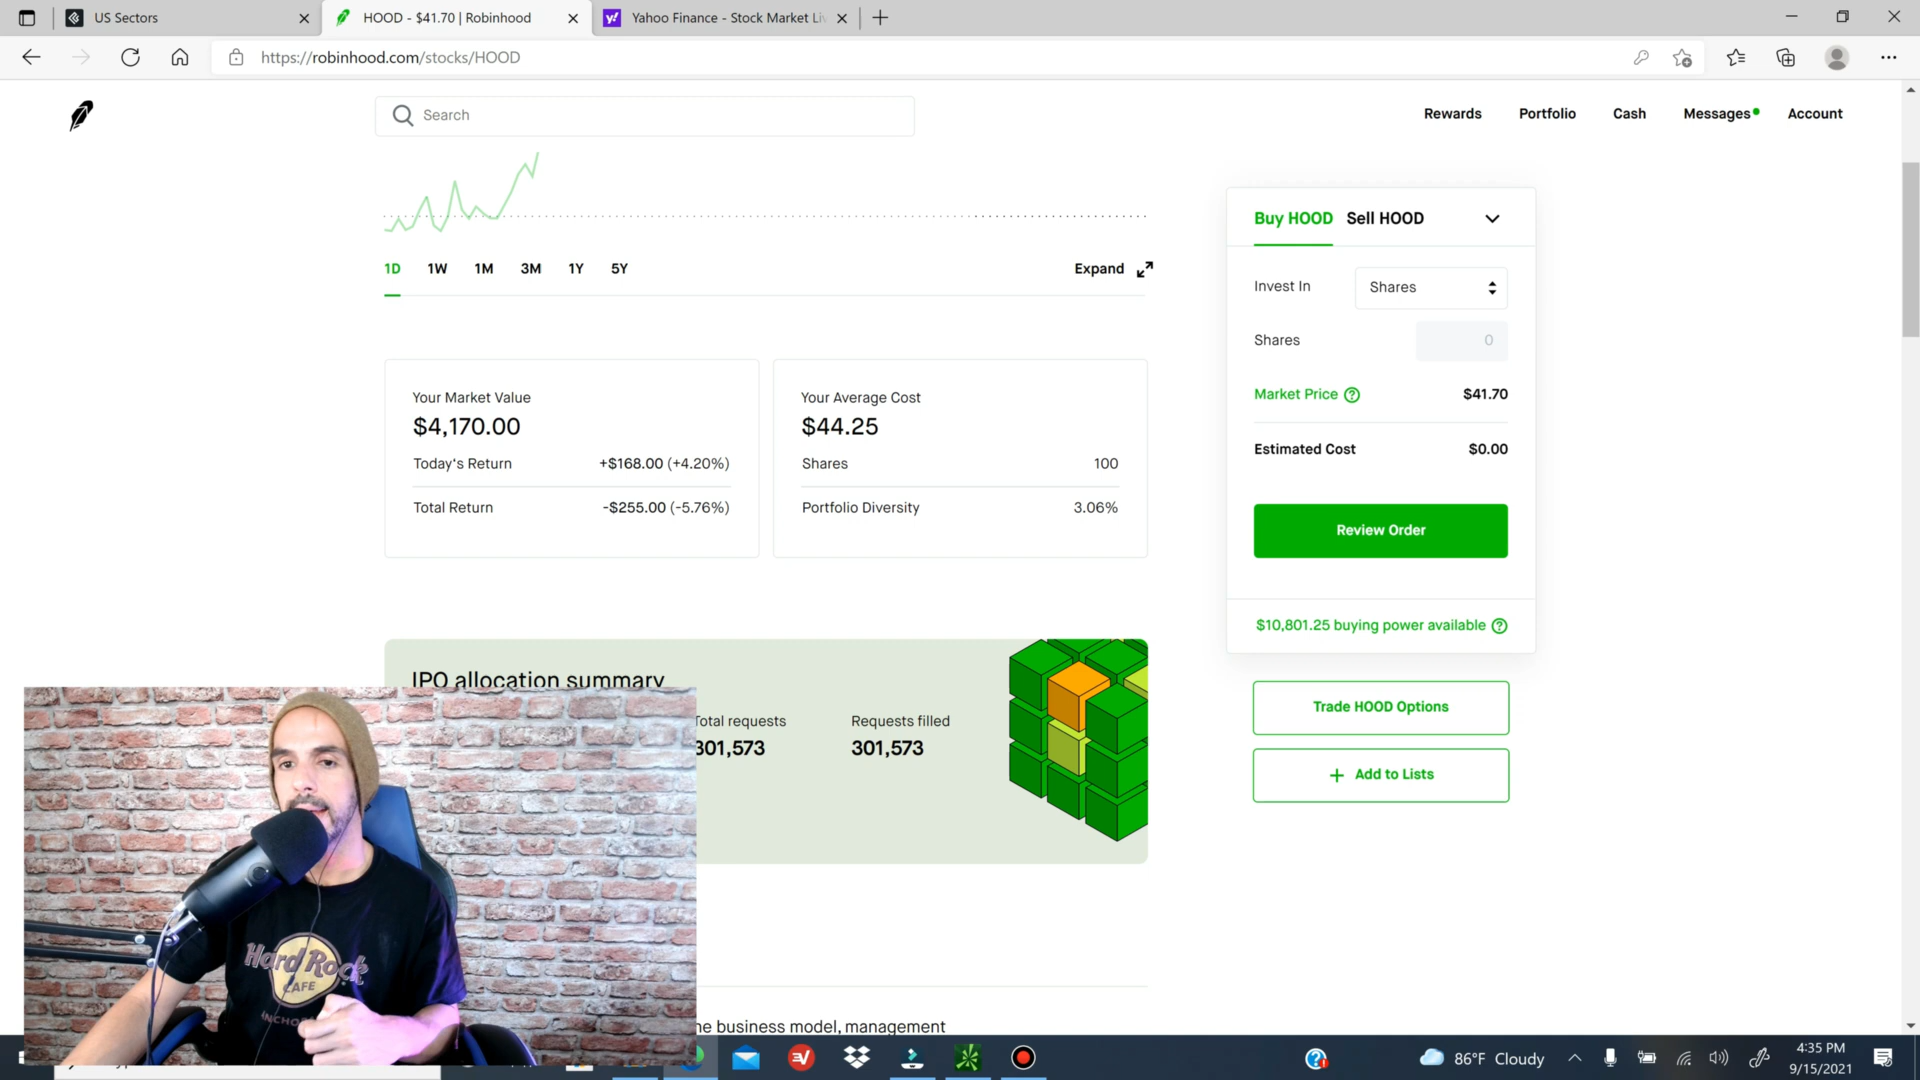 US Sectors
HOOD - $41.70 | Robinhood
Yahoo Finance - Stock Market Li
https://robinhood.com/stocks/HOOD
Search
Rewards
Portfolio
Cash
Messages
Account
1D
1W
1M
3M
1Y
5Y
Expand
Buy HOOD
Sell HOOD
Invest In
Shares
Shares
0
Market Price
$41.70
Estimated Cost
$0.00
Review Order
$10,801.25 buying power available
Trade HOOD Options
Add to Lists
Your Market Value
$4,170.00
Today's Return
+$168.00 (+4.20%)
Total Return
-$255.00 (-5.76%)
Your Average Cost
$44.25
Shares
100
Portfolio Diversity
3.06%
IPO allocation summary
Total requests
301,573
Requests filled
301,573
Hard Rock
CAFE
business model, management
86°F Cloudy
4:35 PM
9/15/2021